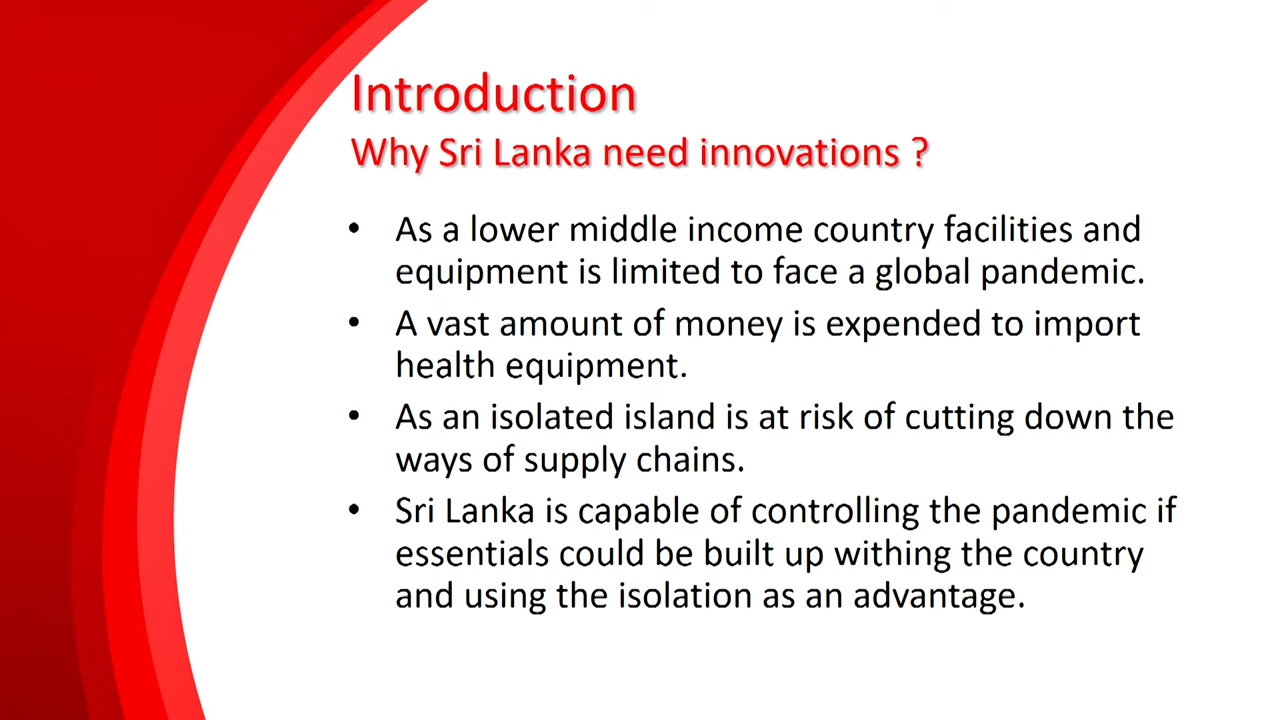 Introduction
Why Sri Lanka need innovations ?
• As a lower middle income country facilities and
equipment is limited to face a global pandemic.
• A vast amount of money is expended to import
health equipment.
• As an isolated island is at risk of cutting down the
ways of supply chains.
• Sri Lanka is capable of controlling the pandemic if
essentials could be built up withing the country
and using the isolation as an advantage.